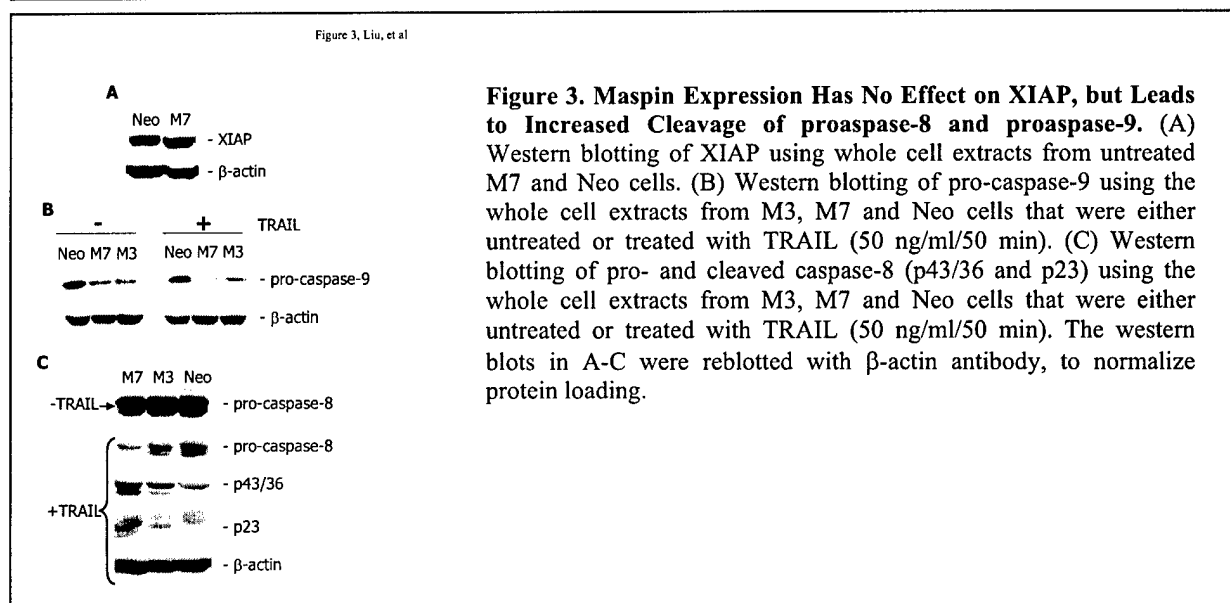 Figure 3, Liu, et al
A
Neo M7
- XIAP
- β-actin
B
- + TRAIL
Neo M7 M3 Neo M7 M3
- pro-caspase-9
- β-actin
C
M7 M3 Neo
-TRAIL→ - pro-caspase-8
- pro-caspase-8
- p43/36
+TRAIL
- p23
- β-actin
Figure 3. Maspin Expression Has No Effect on XIAP, but Leads
to Increased Cleavage of proaspase-8 and proaspase-9. (A)
Western blotting of XIAP using whole cell extracts from untreated
M7 and Neo cells. (B) Western blotting of pro-caspase-9 using the
whole cell extracts from M3, M7 and Neo cells that were either
untreated or treated with TRAIL (50 ng/ml/50 min). (C) Western
blotting of pro- and cleaved caspase-8 (p43/36 and p23) using the
whole cell extracts from M3, M7 and Neo cells that were either
untreated or treated with TRAIL (50 ng/ml/50 min). The western
blots in A-C were reblotted with β-actin antibody, to normalize
protein loading.